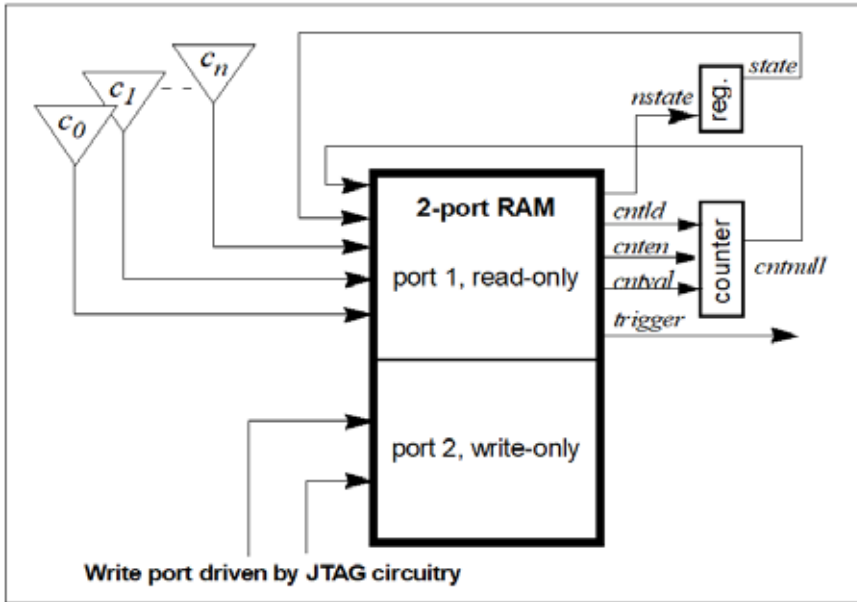 cn
c1
c0
state
nstate
reg.
2-port RAM
cntld
cnten
port 1, read-only
cntval
counter
cntnull
trigger
port 2, write-only
Write port driven by JTAG circuitry